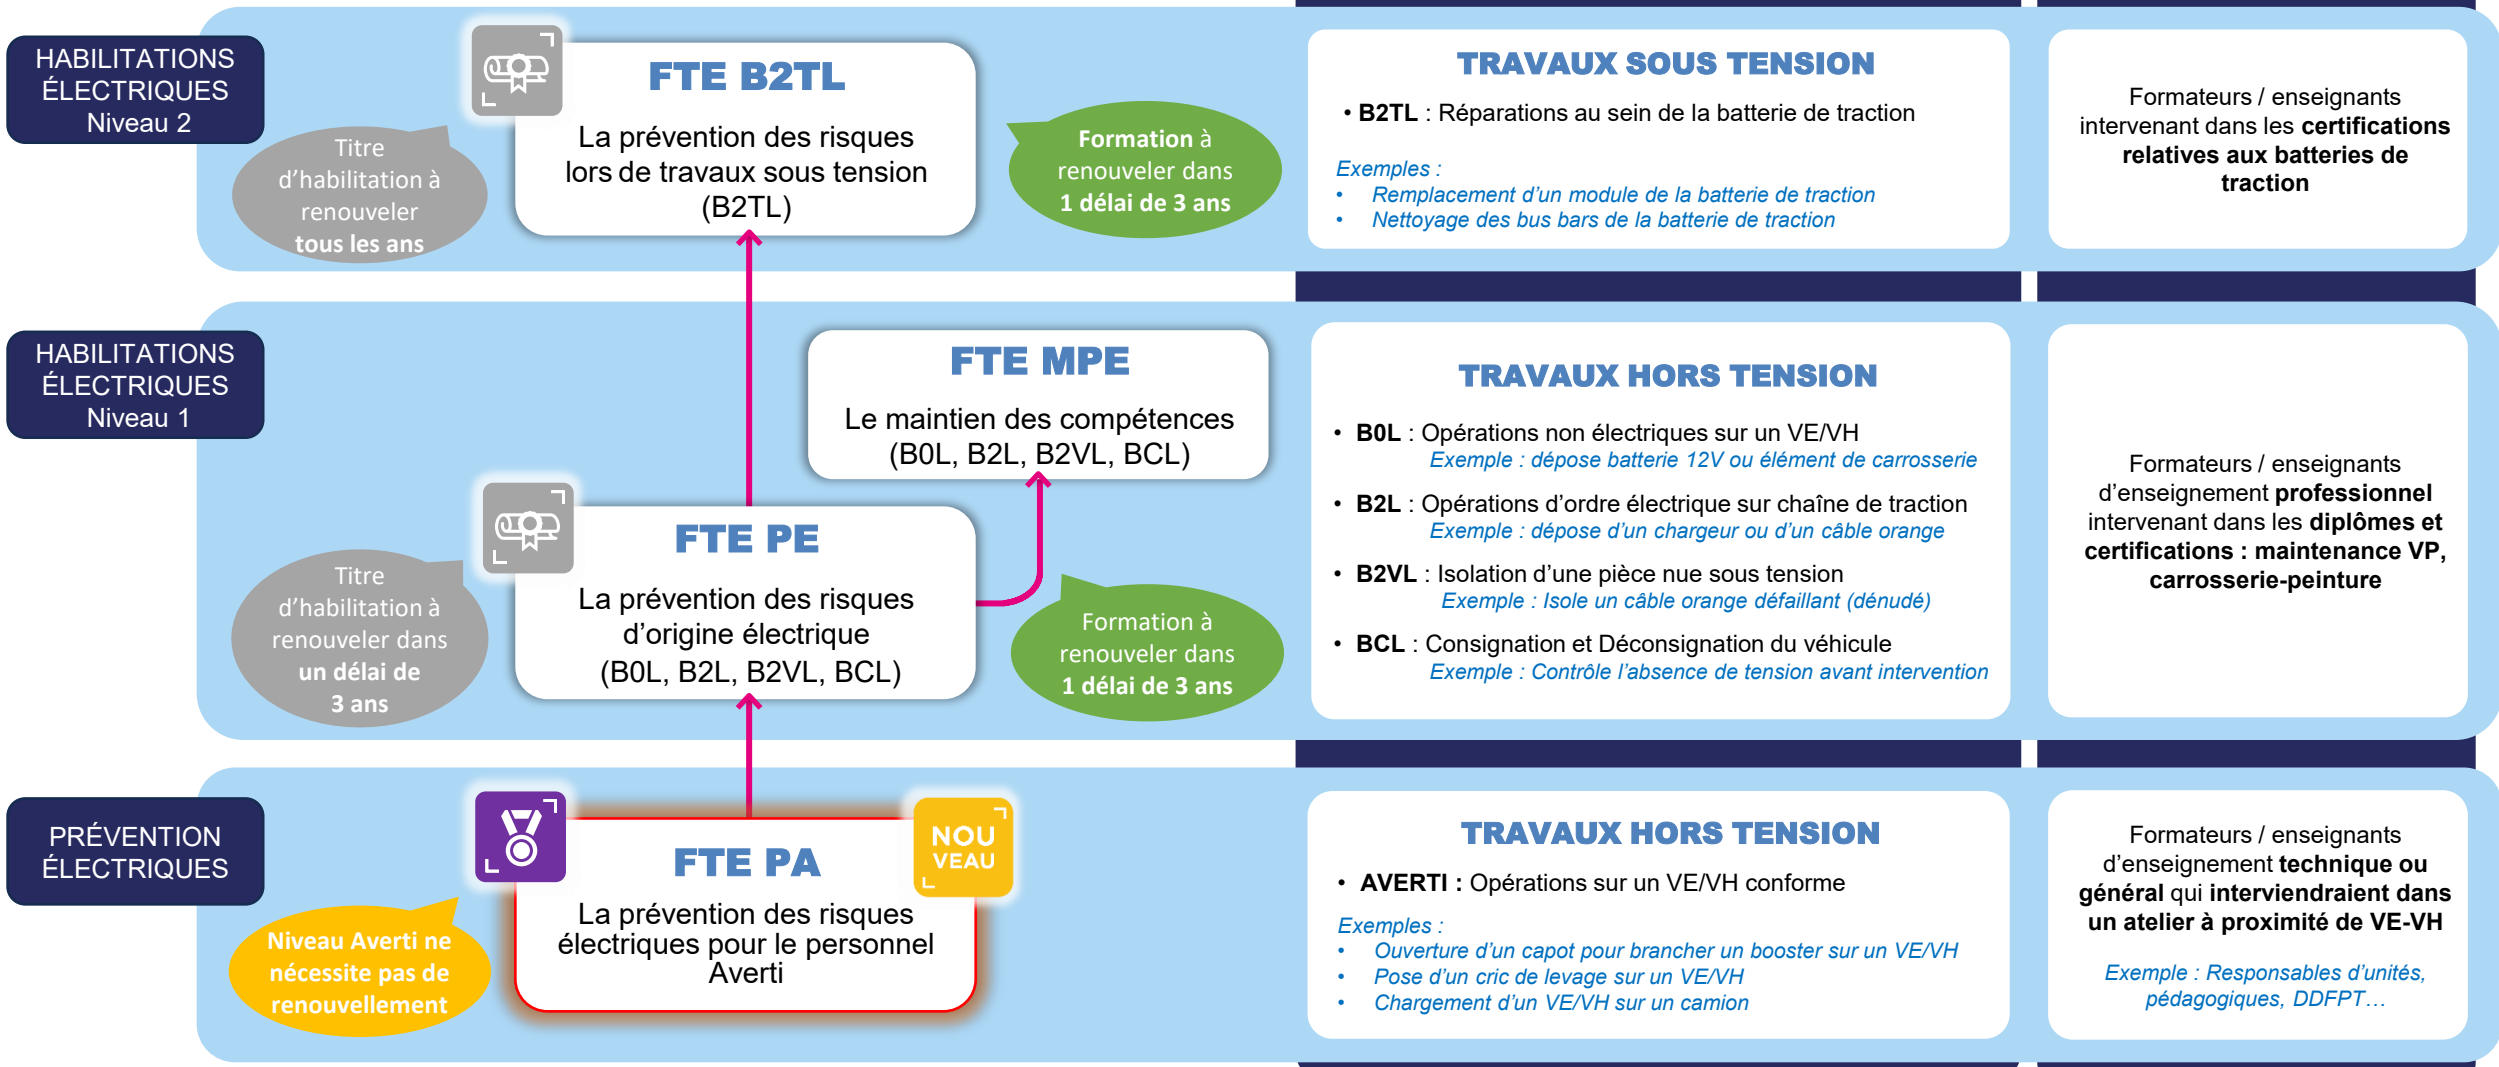 HABILITATIONS
ÉLECTRIQUES
Niveau 2
Titre
d’habilitation à
renouveler
tous les ans
FTE B2TL
La prévention des risques
lors de travaux sous tension
(B2TL)
Formation à
renouveler dans
1 délai de 3 ans
TRAVAUX SOUS TENSION
• B2TL : Réparations au sein de la batterie de traction
Exemples :
• Remplacement d’un module de la batterie de traction
• Nettoyage des bus bars de la batterie de traction
Formateurs / enseignants
intervenant dans les certifications
relatives aux batteries de
traction
HABILITATIONS
ÉLECTRIQUES
Niveau 1
FTE MPE
Le maintien des compétences
(B0L, B2L, B2VL, BCL)
Titre
d’habilitation à
renouveler dans
un délai de
3 ans
FTE PE
La prévention des risques
d’origine électrique
(B0L, B2L, B2VL, BCL)
Formation à
renouveler dans
1 délai de 3 ans
TRAVAUX HORS TENSION
• B0L : Opérations non électriques sur un VE/VH
Exemple : dépose batterie 12V ou élément de carrosserie
• B2L : Opérations d’ordre électrique sur chaîne de traction
Exemple : dépose d’un chargeur ou d’un câble orange
• B2VL : Isolation d’une pièce nue sous tension
Exemple : Isole un câble orange défaillant (dénudé)
• BCL : Consignation et Déconsignation du véhicule
Exemple : Contrôle l’absence de tension avant intervention
Formateurs / enseignants
d’enseignement professionnel
intervenant dans les diplômes et
certifications : maintenance VP,
carrosserie-peinture
PRÉVENTION
ÉLECTRIQUES
Niveau Averti ne
nécessite pas de
renouvellement
NOU
VEAU
FTE PA
La prévention des risques
électriques pour le personnel
Averti
TRAVAUX HORS TENSION
• AVERTI : Opérations sur un VE/VH conforme
Exemples :
• Ouverture d’un capot pour brancher un booster sur un VE/VH
• Pose d’un cric de levage sur un VE/VH
• Chargement d’un VE/VH sur un camion
Formateurs / enseignants
d’enseignement technique ou
général qui interviendraient dans
un atelier à proximité de VE-VH
Exemple : Responsables d’unités,
pédagogiques, DDFPT…